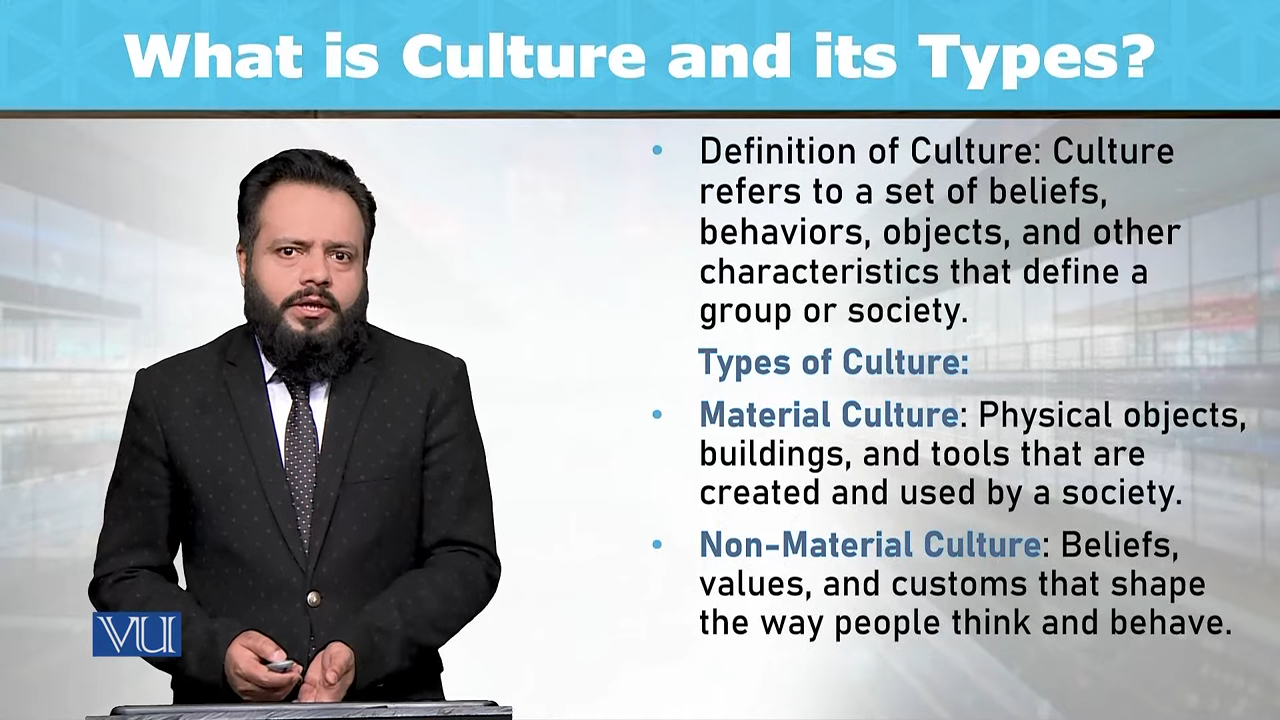 What is Culture and its Types?
• Definition of Culture: Culture
refers to a set of beliefs,
behaviors, objects, and other
characteristics that define a
group or society.
Types of Culture:
• Material Culture: Physical objects,
buildings, and tools that are
created and used by a society.
• Non-Material Culture: Beliefs,
values, and customs that shape
the way people think and behave.
VU